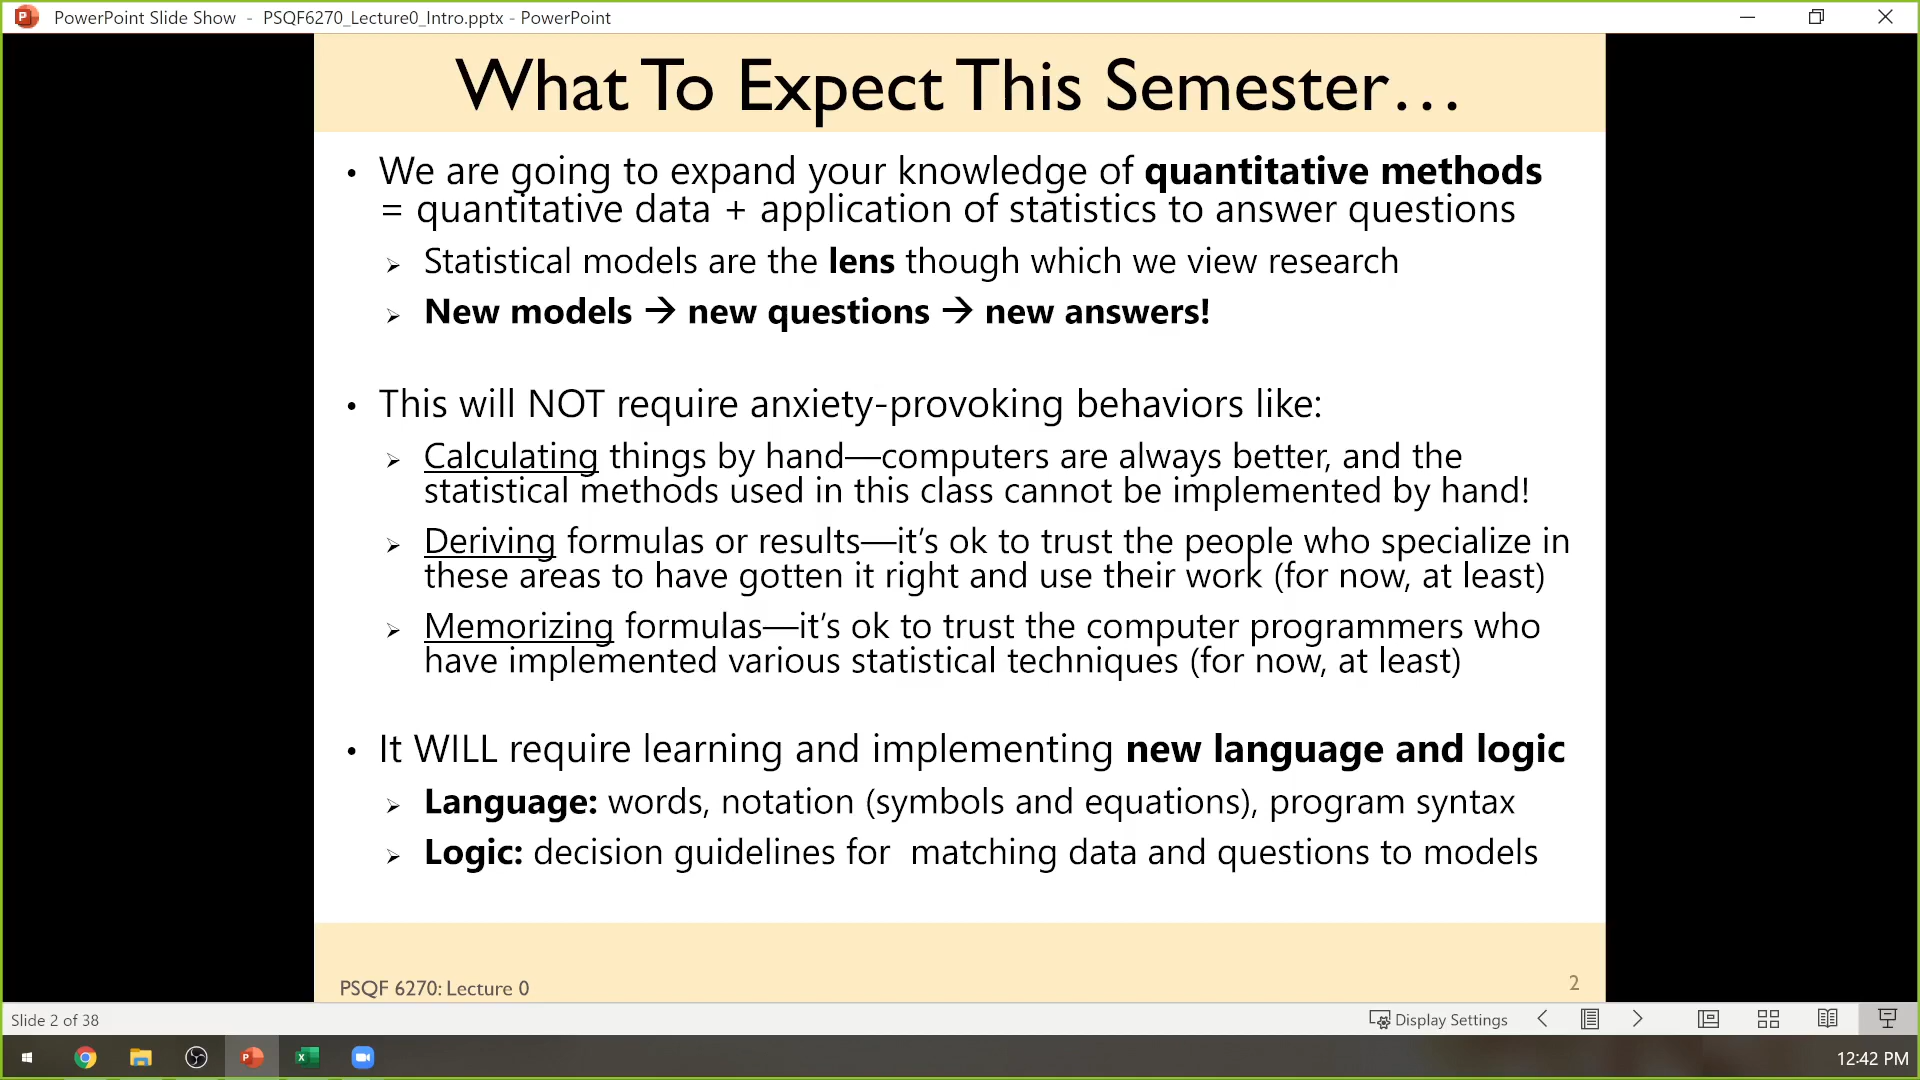 PowerPoint Slide Show - PSQF6270_Lecture0_Intro.pptx - PowerPoint
What To Expect This Semester…
• We are going to expand your knowledge of quantitative methods
= quantitative data + application of statistics to answer questions
➢ Statistical models are the lens though which we view research
➢ New models → new questions → new answers!
• This will NOT require anxiety-provoking behaviors like:
➢ Calculating things by hand—computers are always better, and the
statistical methods used in this class cannot be implemented by hand!
➢ Deriving formulas or results—it’s ok to trust the people who specialize in
these areas to have gotten it right and use their work (for now, at least)
➢ Memorizing formulas—it’s ok to trust the computer programmers who
have implemented various statistical techniques (for now, at least)
• It WILL require learning and implementing new language and logic
➢ Language: words, notation (symbols and equations), program syntax
➢ Logic: decision guidelines for  matching data and questions to models
PSQF 6270: Lecture 0
2
Slide 2 of 38
Display Settings
12:42 PM